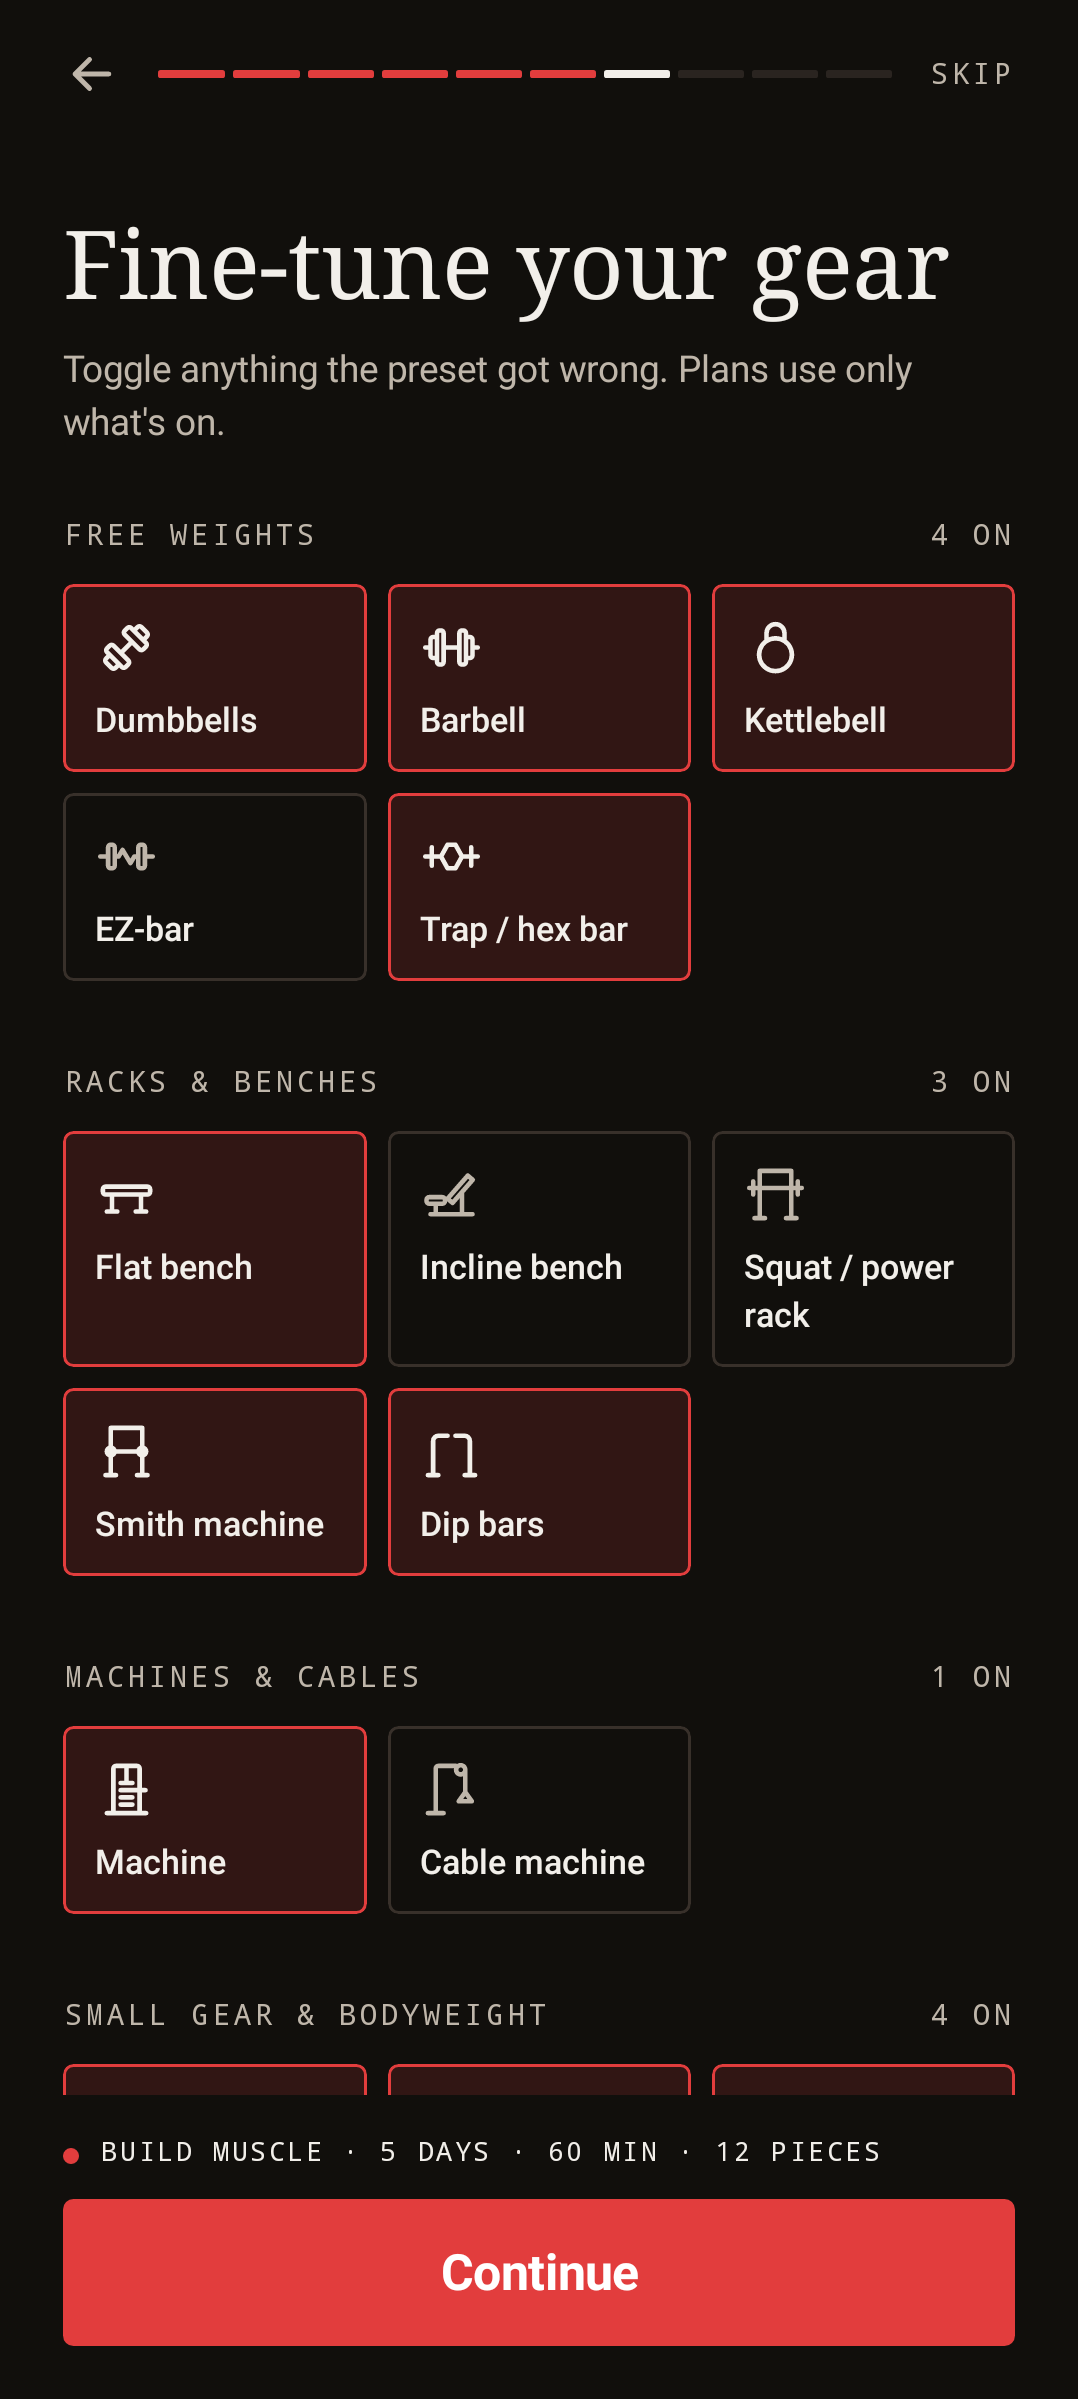 SKIP
Fine-tune your gear
Toggle anything the preset got wrong. Plans use only
what's on.
FREE WEIGHTS 4 ON
Dumbbells Barbell Kettlebell
EZ-bar Trap / hex bar
RACKS & BENCHES 3 ON
Flat bench Incline bench Squat / power
rack
Smith machine Dip bars
MACHINES & CABLES 1 ON
Machine Cable machine
SMALL GEAR & BODYWEIGHT 4 ON
BUILD MUSCLE · 5 DAYS · 60 MIN · 12 PIECES
Continue